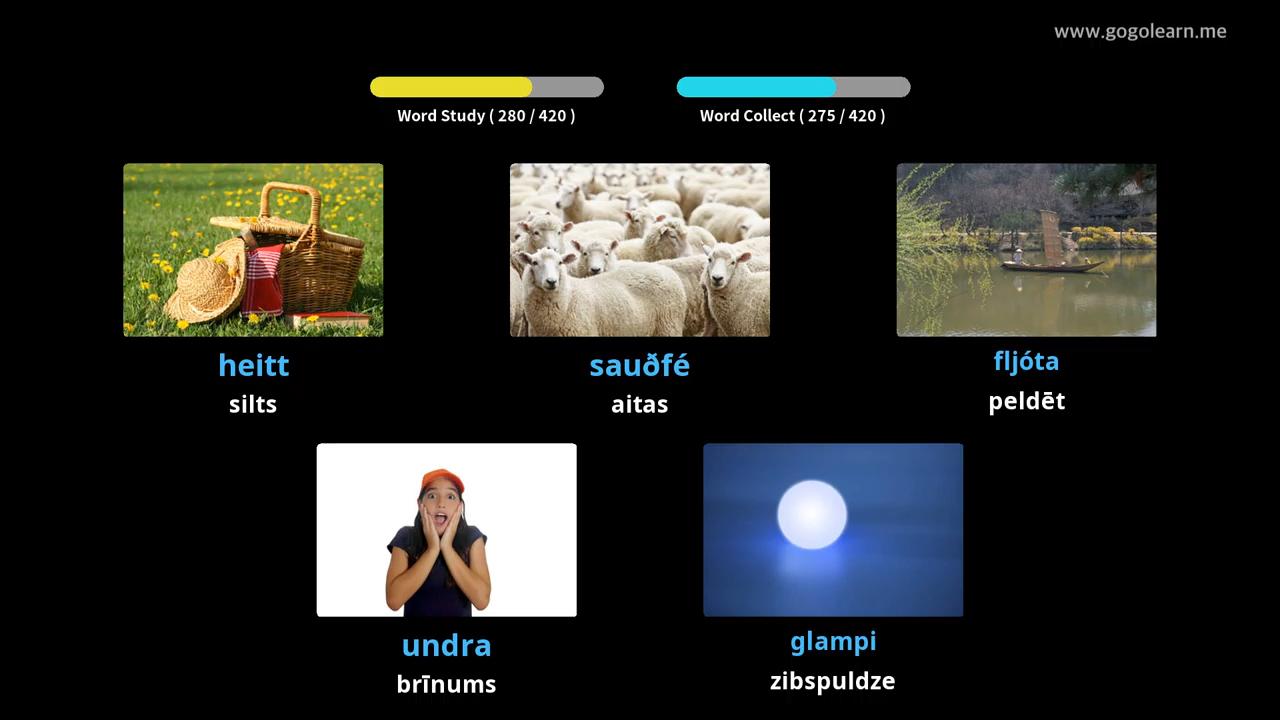 www.gogolearn.me
Word Study ( 280 / 420 )
Word Collect ( 275 / 420 )
heitt
silts
sauðfé
aitas
fljóta
peldēt
undra
brīnums
glampi
zibspuldze